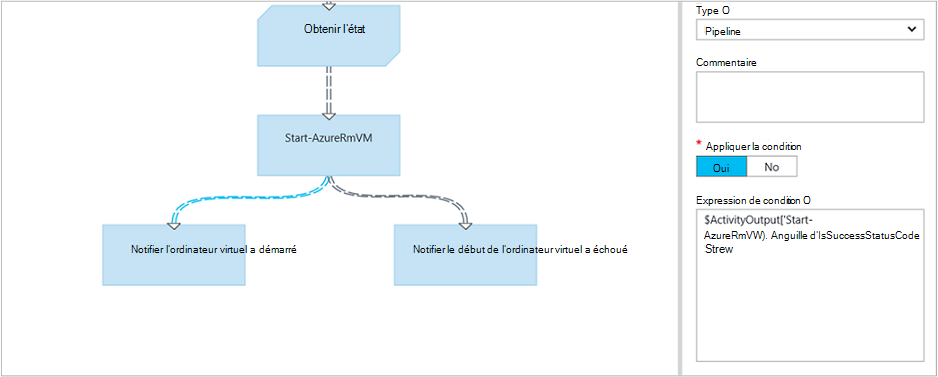 Obtenir l'état
Start-AzureRmVM
Notifier l'ordinateur virtuel a démarré
Notifier le début de l'ordinateur virtuel a échoué
Type O
Pipeline
Commentaire
* Appliquer la condition
Oui
No
Expression de condition O
$ActivityOutput['Start-
AzureRmVW). Anguille d'IsSuccessStatusCode
Strew